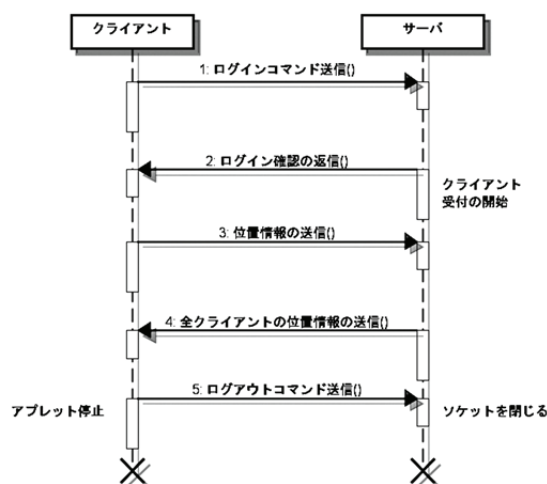 クライアント
サーバ
1: ログインコマンド送信()
2: ログイン確認の返信()
クライアント
受付の開始
3: 位置情報の送信()
4: 全クライアントの位置情報の送信()
5: ログアウトコマンド送信()
アプレット停止
ソケットを閉じる